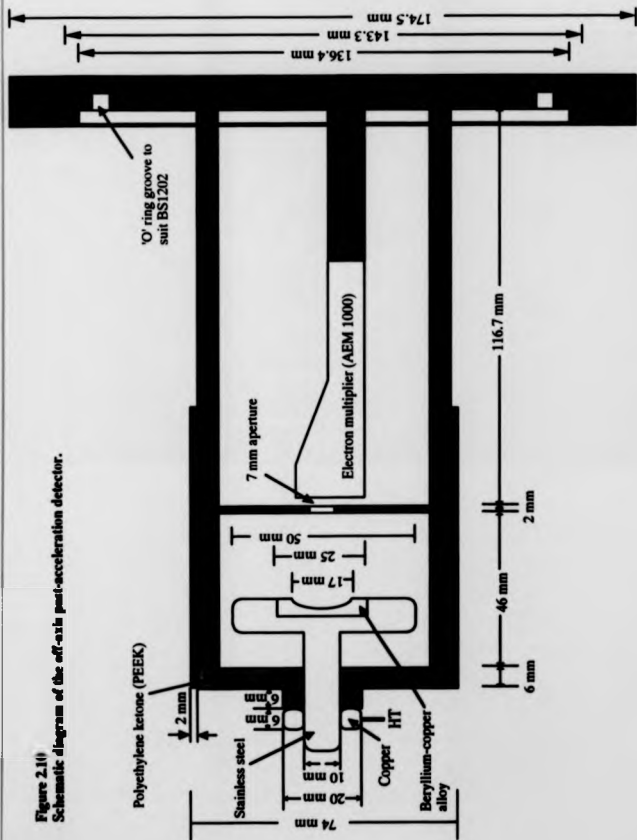 Figure 2.10
Schematic diagram of the off-axis post-acceleration detector.
174.5 mm
143.3 mm
136.4 mm
'O' ring groove to
suit BS1202
Polyethylene ketone (PEEK)
2 mm
7 mm aperture
Electron multiplier (AEM 1000)
50 mm
25 mm
17 mm
6 mm
6 mm
Stainless steel
10 mm
20 mm
74 mm
HT
Copper
Beryllium-copper
alloy
6 mm
46 mm
2 mm
116.7 mm